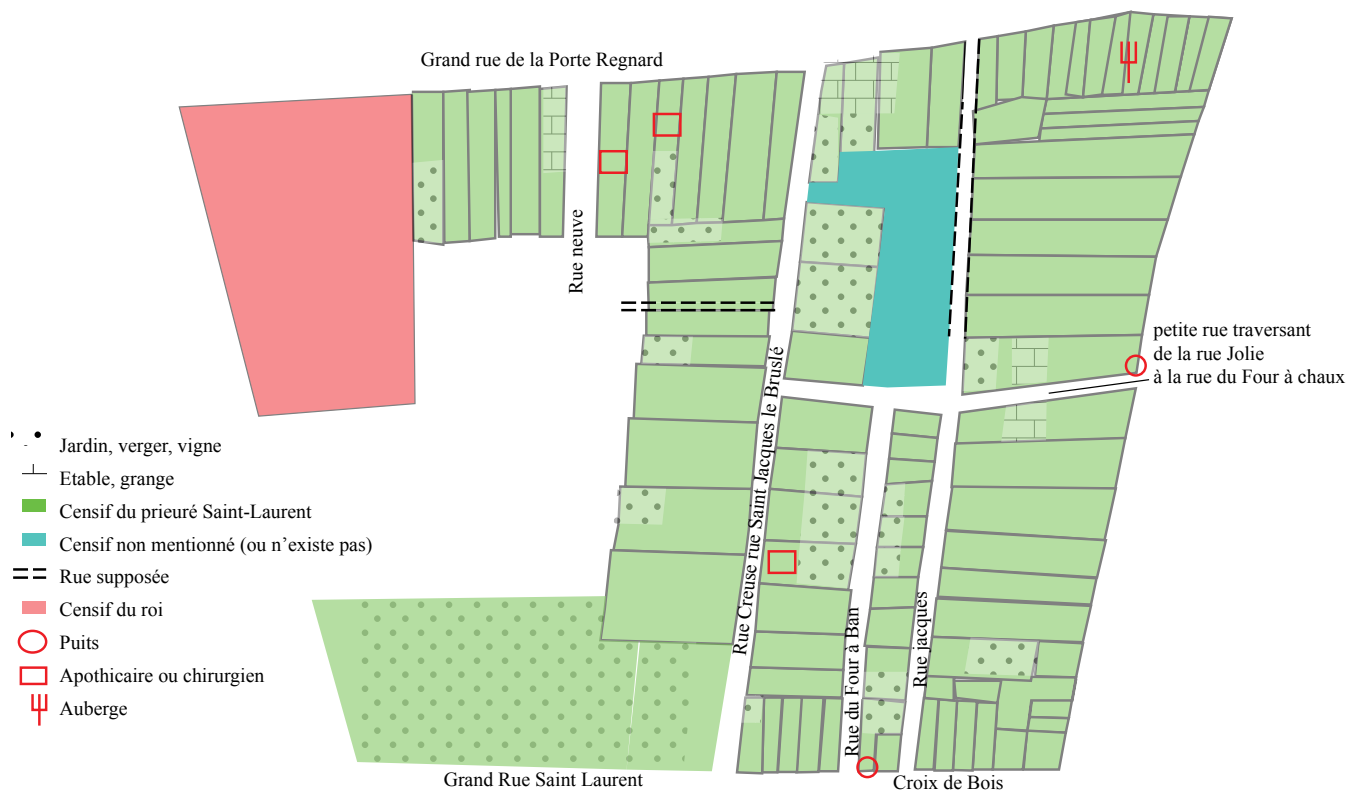 Grand rue de la Porte Regnard
Rue neuve
Rue Creuse rue Saint Jacques le Bruslé
petite rue traversant
de la rue Jolie
à la rue du Four à chaux
Rue du Four à Ban
Rue jacques
Grand Rue Saint Laurent
Croix de Bois
Jardin, verger, vigne
Etable, grange
Censif du prieuré Saint-Laurent
Censif non mentionné (ou n'existe pas)
Rue supposée
Censif du roi
Puits
Apothicaire ou chirurgien
Auberge